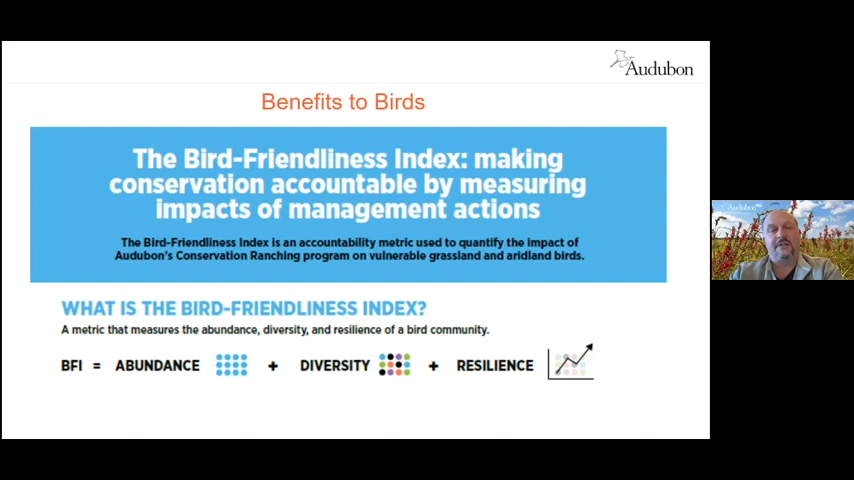 Audubon
Benefits to Birds
The Bird-Friendliness Index: making
conservation accountable by measuring
impacts of management actions
The Bird-Friendliness Index is an accountability metric used to quantify the impact of
Audubon's Conservation Ranching program on vulnerable grassland and aridland birds.
WHAT IS THE BIRD-FRIENDLINESS INDEX?
A metric that measures the abundance, diversity, and resilience of a bird community.
BFI = ABUNDANCE + DIVERSITY + RESILIENCE
Audubon